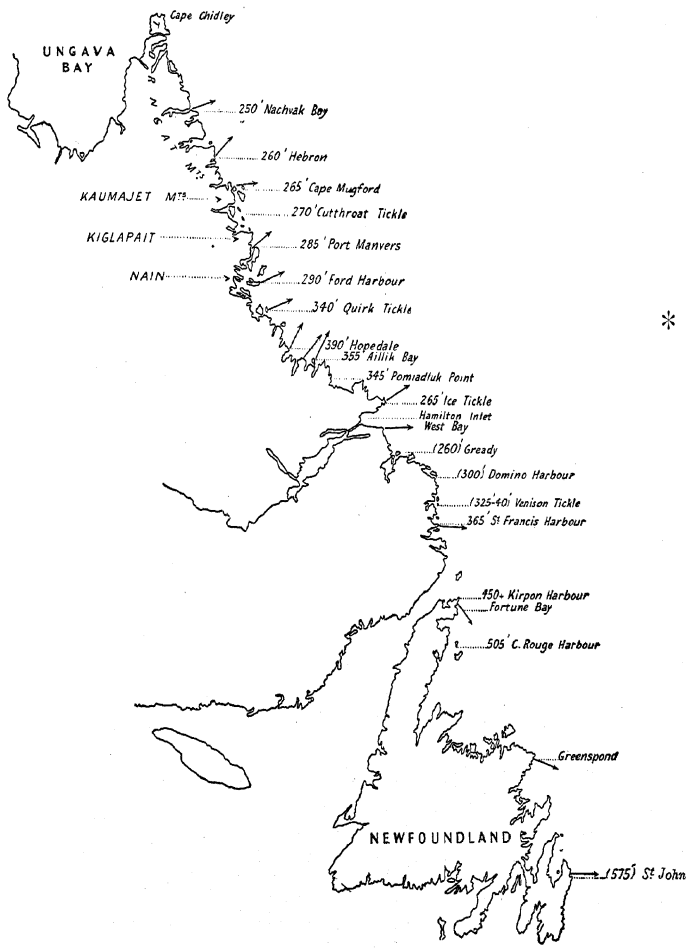 Cape Chidley
UNGAVA
BAY
RNGAT MTS
250' Nachvak Bay
260' Hebron
265' Cape Mugford
KAUMAJET MTS
270' Cutthroat Tickle
KIGLAPAIT
285' Port Manvers
NAIN
290' Ford Harbour
340' Quirk Tickle
*
390' Hopedale
355' Aillik Bay
345' Pomiadluk Point
265' Ice Tickle
Hamilton Inlet
West Bay
(260') Gready
(300') Domino Harbour
(325'-40') Venison Tickle
365' St Francis Harbour
450+ Kirpon Harbour
Fortune Bay
505' C. Rouge Harbour
Greenspond
NEWFOUNDLAND
(575') St John